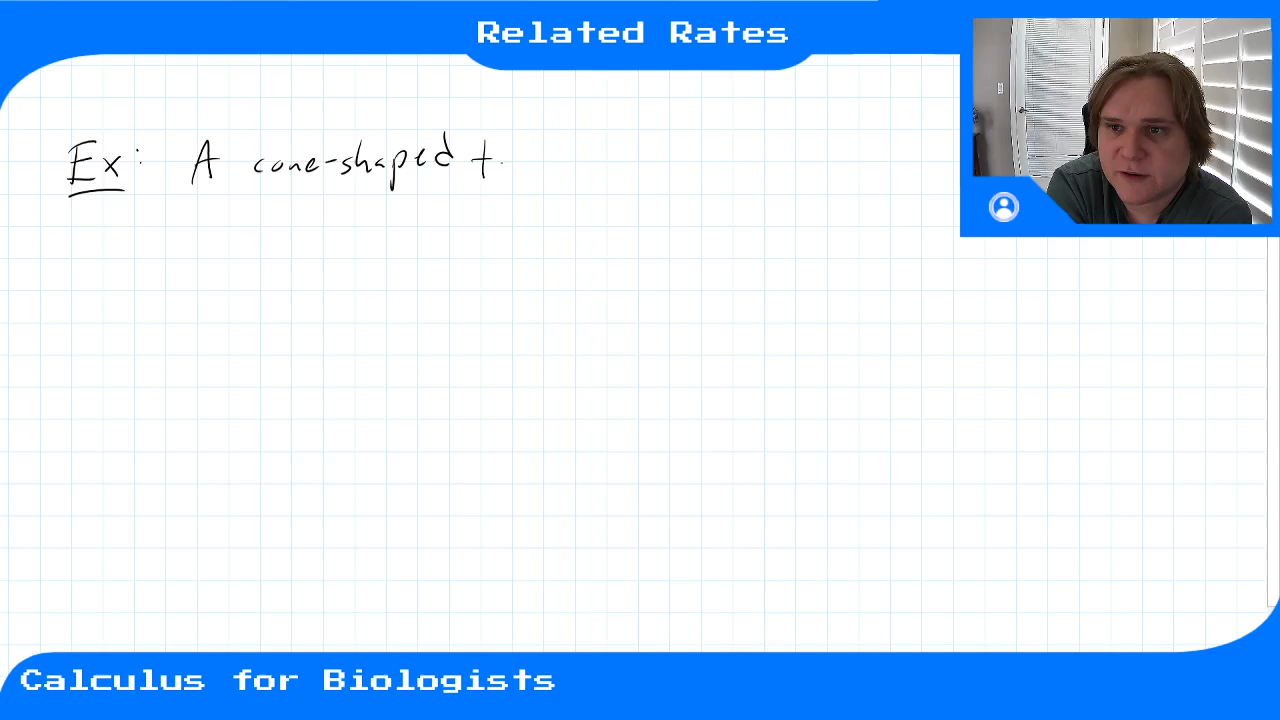 Related Rates
Ex: A cone-shaped t
Calculus for Biologists